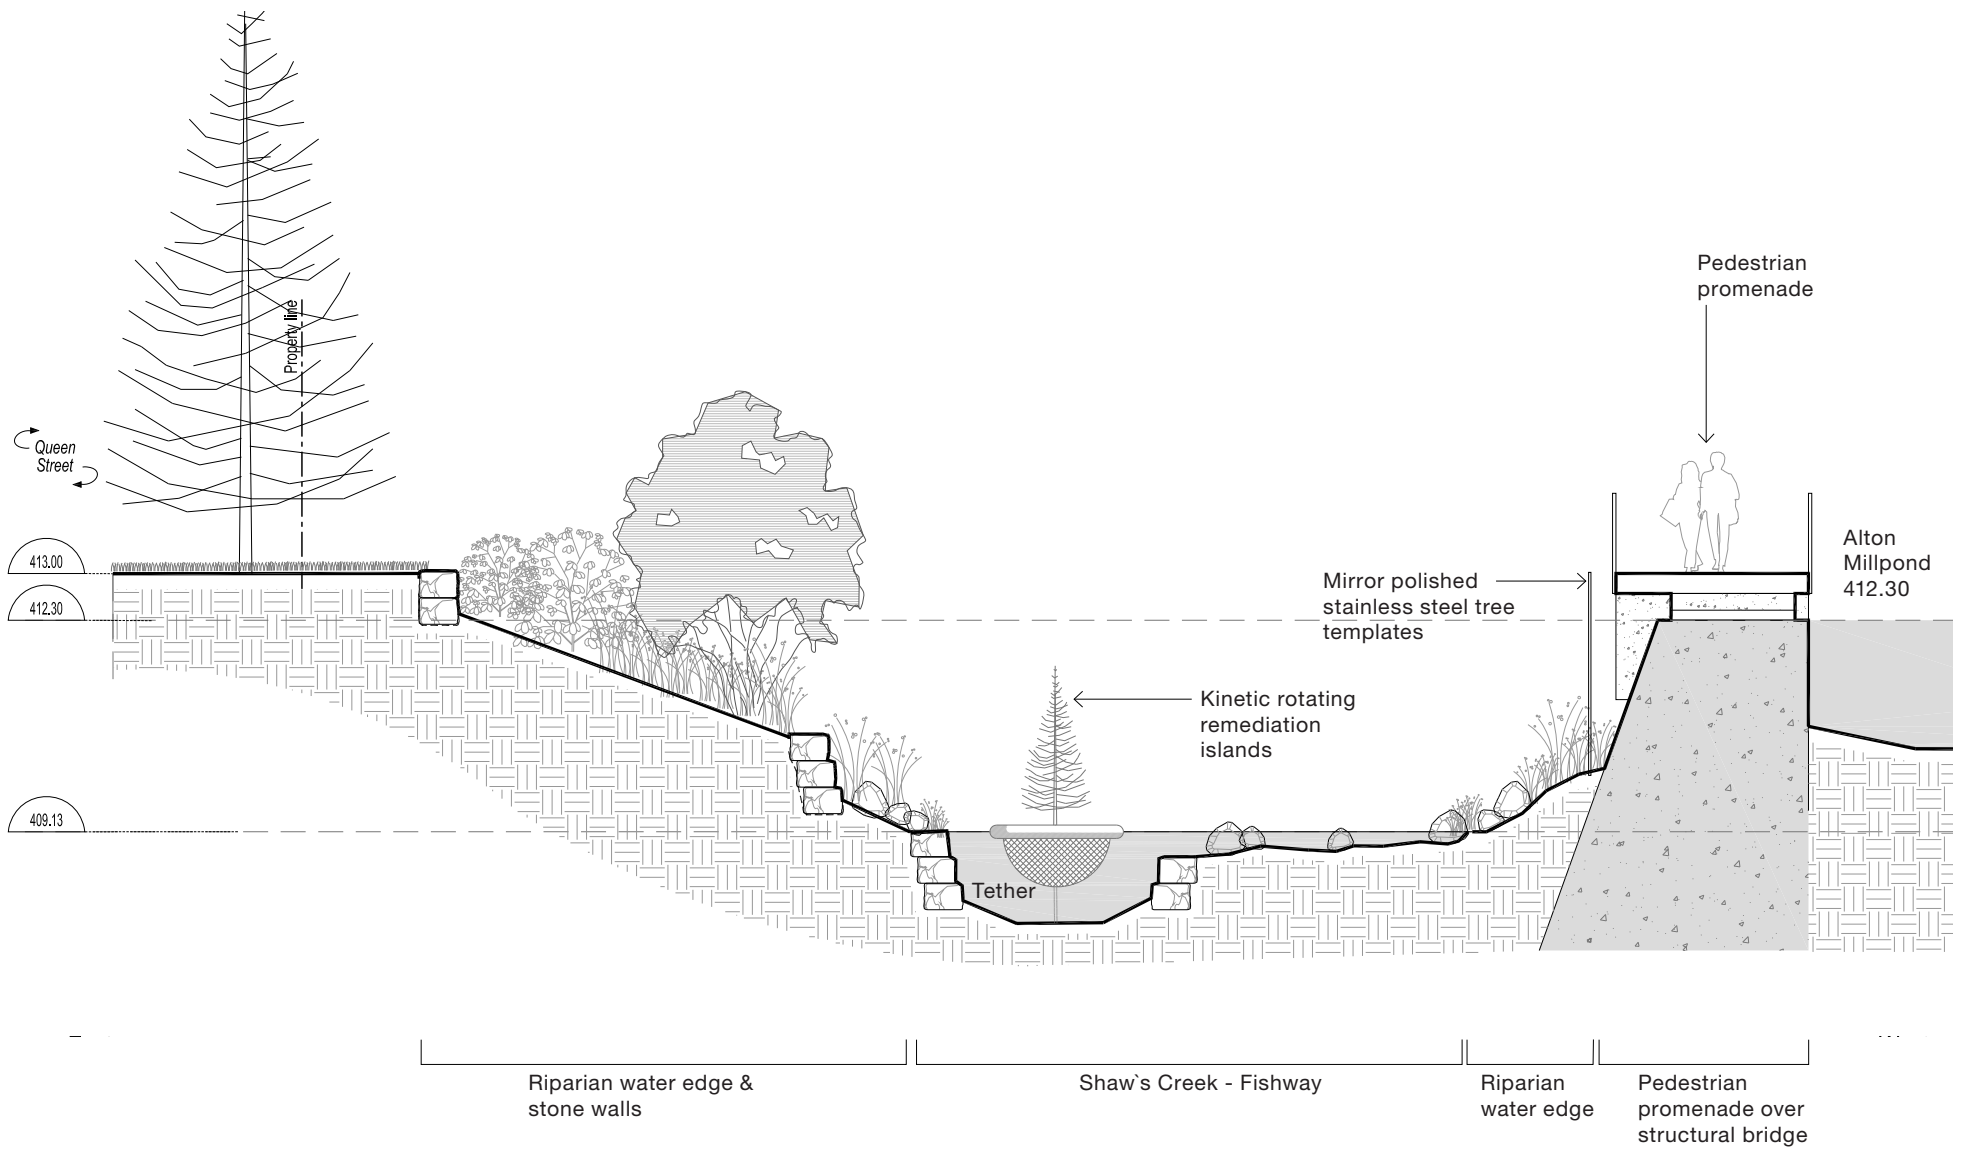 Pedestrian
promenade
Property line
Queen
Street
413.00
412.30
409.13
Alton
Millpond
412.30
Mirror polished
stainless steel tree
templates
Kinetic rotating
remediation
islands
Tether
Riparian water edge &
stone walls
Shaw`s Creek - Fishway
Riparian
water edge
Pedestrian
promenade over
structural bridge